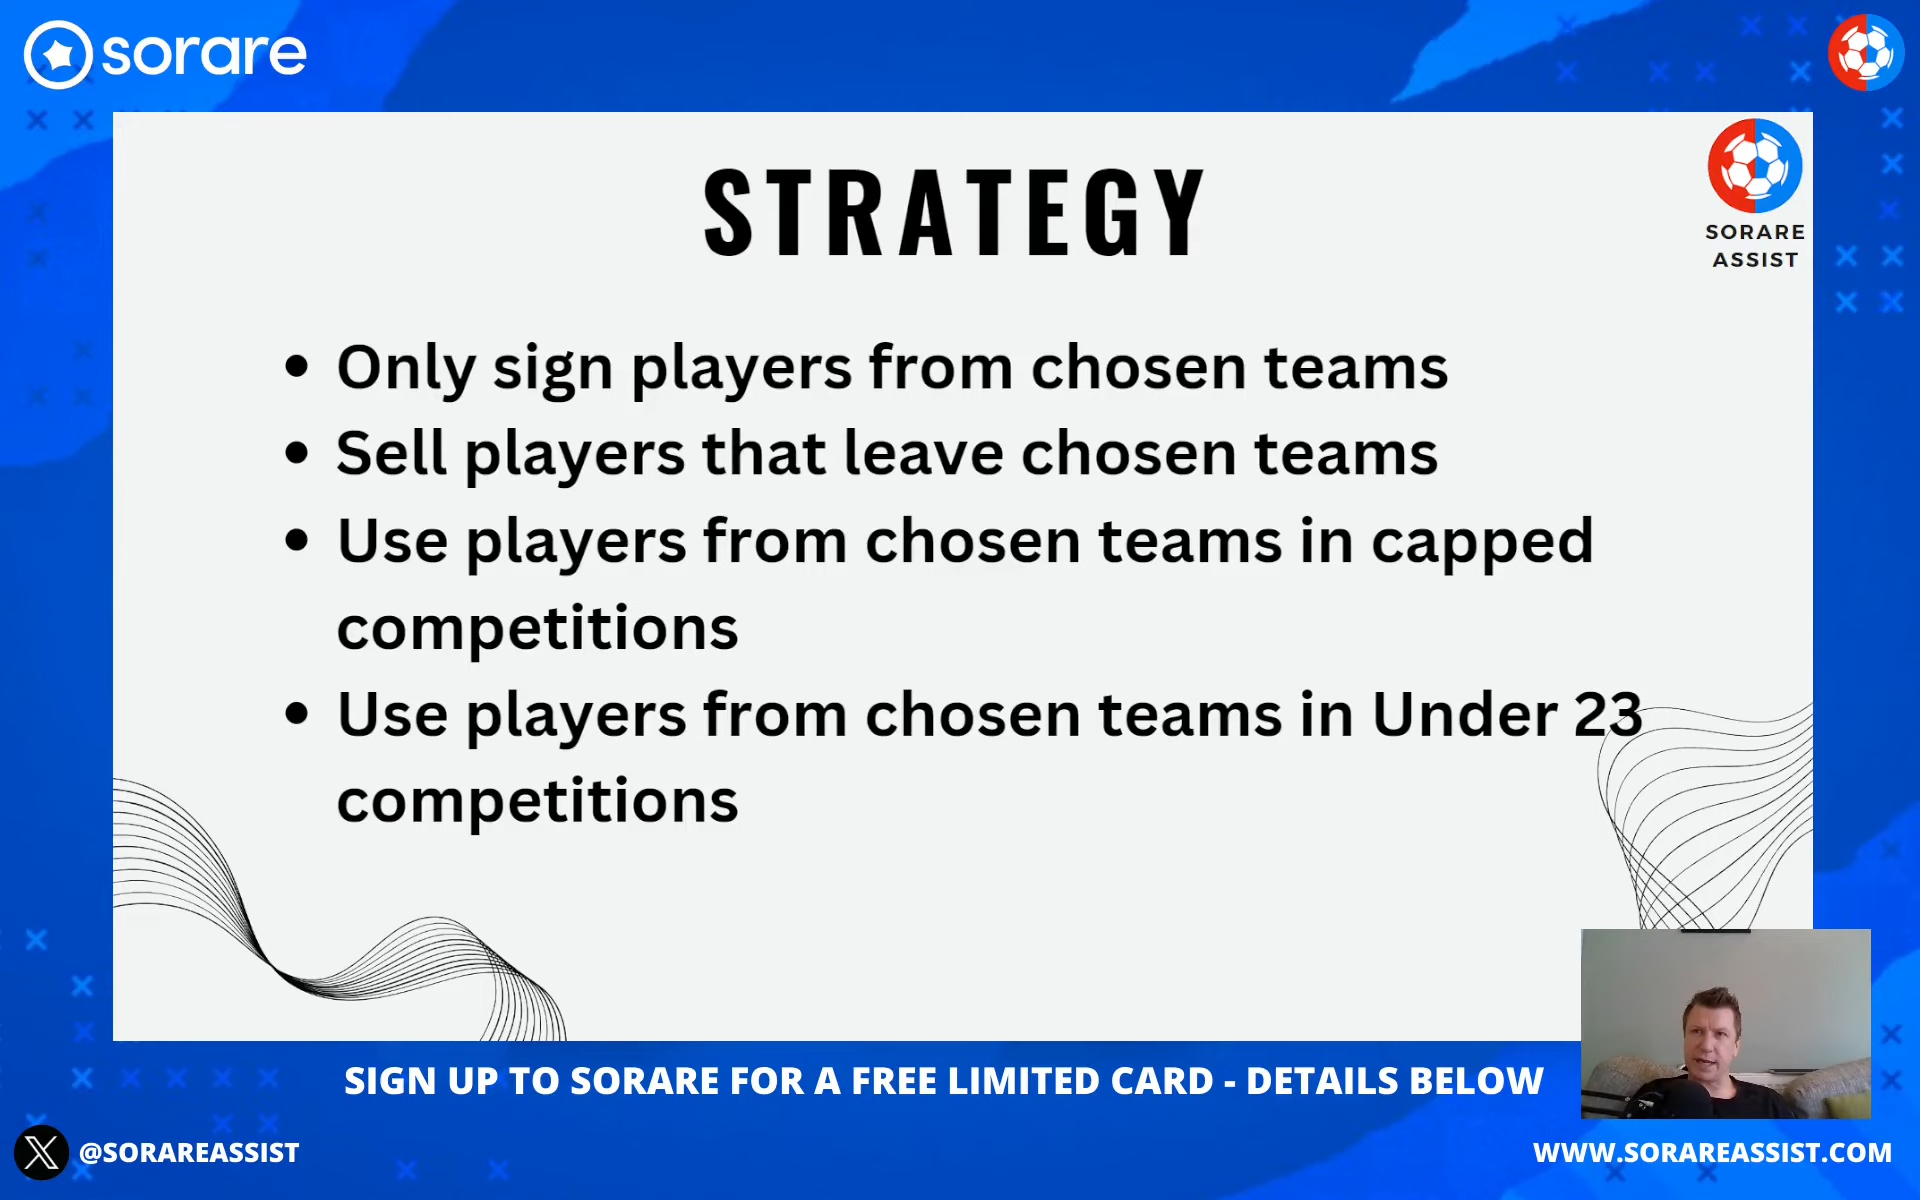 sorare
STRATEGY
SORARE
ASSIST
• Only sign players from chosen teams
• Sell players that leave chosen teams
• Use players from chosen teams in capped
competitions
• Use players from chosen teams in Under 23
competitions
SIGN UP TO SORARE FOR A FREE LIMITED CARD - DETAILS BELOW
@SORAREASSIST
WWW.SORAREASSIST.COM